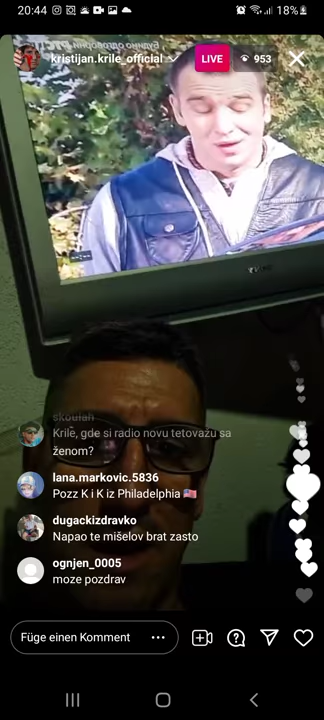 20:44
18%
kristijan.krile_official
LIVE
953
skoulah
Krile, gde si radio novu tetovažu sa
ženom?
lana.markovic.5836
Pozz K i K iz Philadelphia 🇺🇸
dugackizdravko
Napao te mišelov brat zasto
ognjen_0005
moze pozdrav
Füge einen Komment